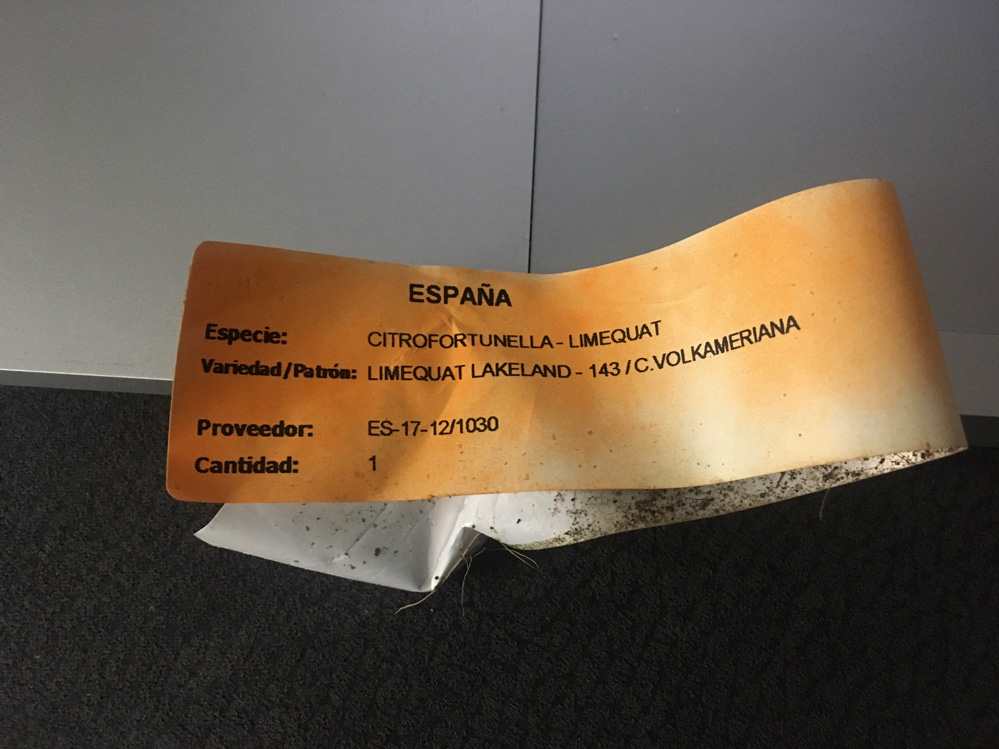 ESPAÑA
Especie: CITROFORTUNELLA - LIMEQUAT
Variedad/Patrón: LIMEQUAT LAKELAND - 143 / C.VOLKAMERIANA
Proveedor: ES-17-12/1030
Cantidad: 1